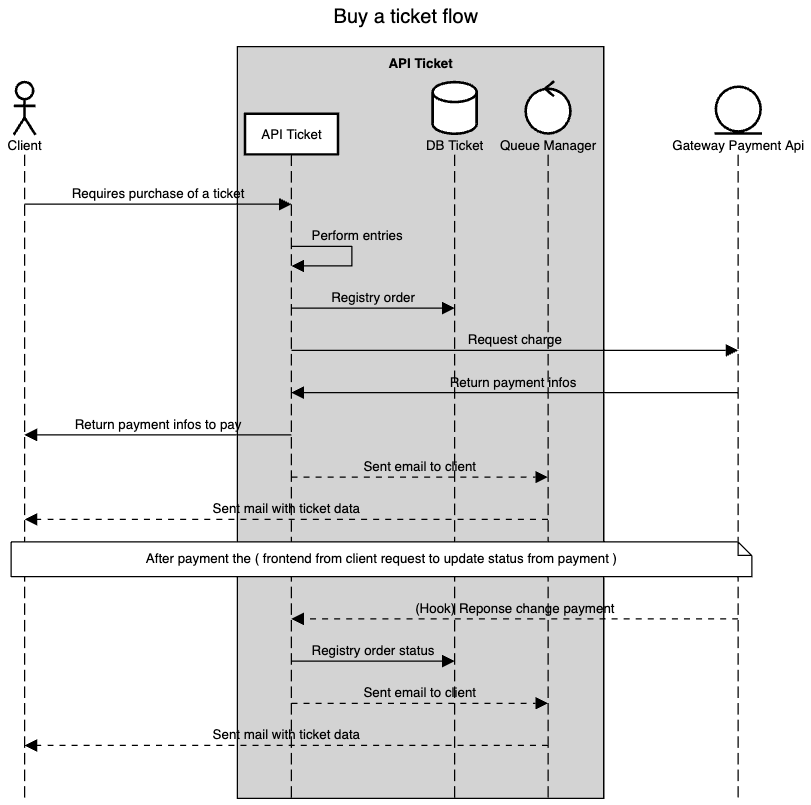 Buy a ticket flow
API Ticket
Client
API Ticket
DB Ticket
Queue Manager
Gateway Payment Api
Requires purchase of a ticket
Perform entries
Registry order
Request charge
Return payment infos
Return payment infos to pay
Sent email to client
Sent mail with ticket data
After payment the ( frontend from client request to update status from payment )
(Hook) Reponse change payment
Registry order status
Sent email to client
Sent mail with ticket data